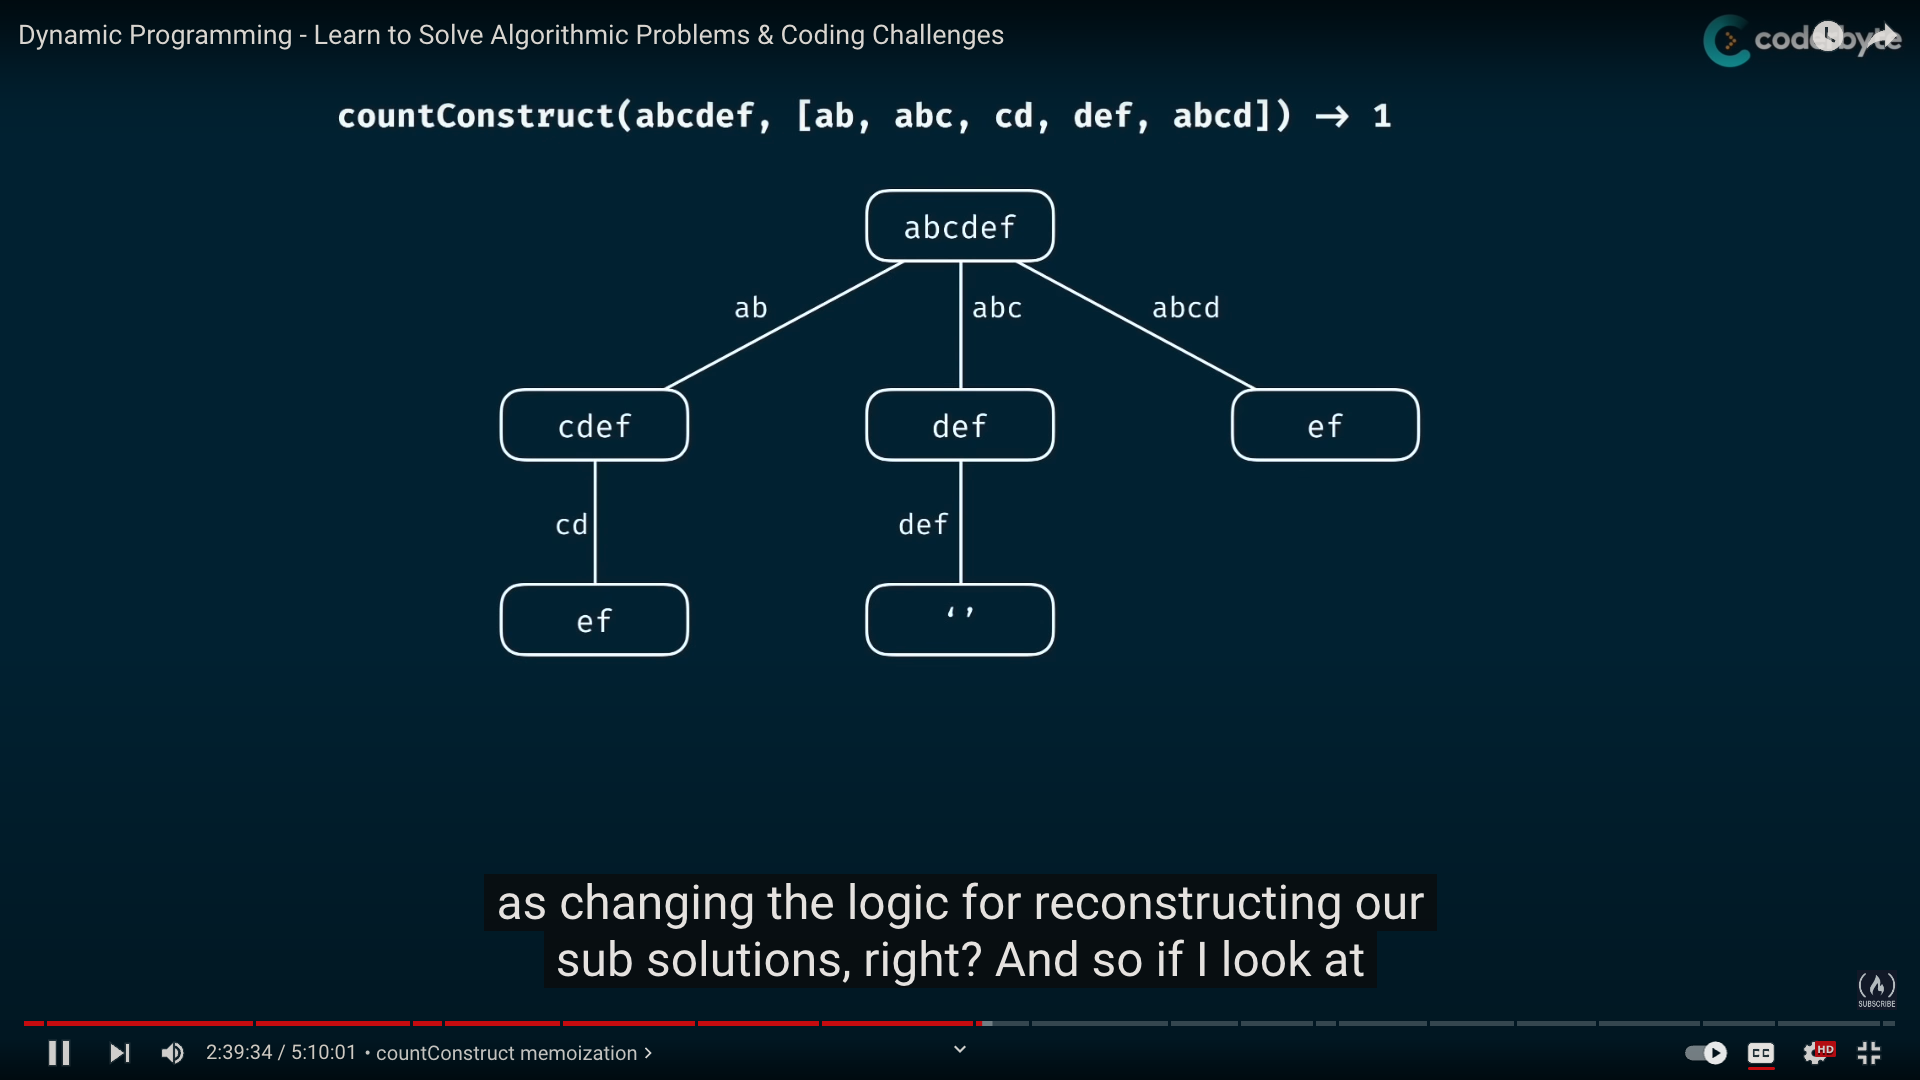 Dynamic Programming - Learn to Solve Algorithmic Problems & Coding Challenges
coderbyte
countConstruct(abcdef, [ab, abc, cd, def, abcd]) → 1
abcdef
ab
abc
abcd
cdef
def
ef
cd
def
ef
‘’
as changing the logic for reconstructing our
sub solutions, right? And so if I look at
SUBSCRIBE
2:39:34 / 5:10:01 • countConstruct memoization >
CC
HD